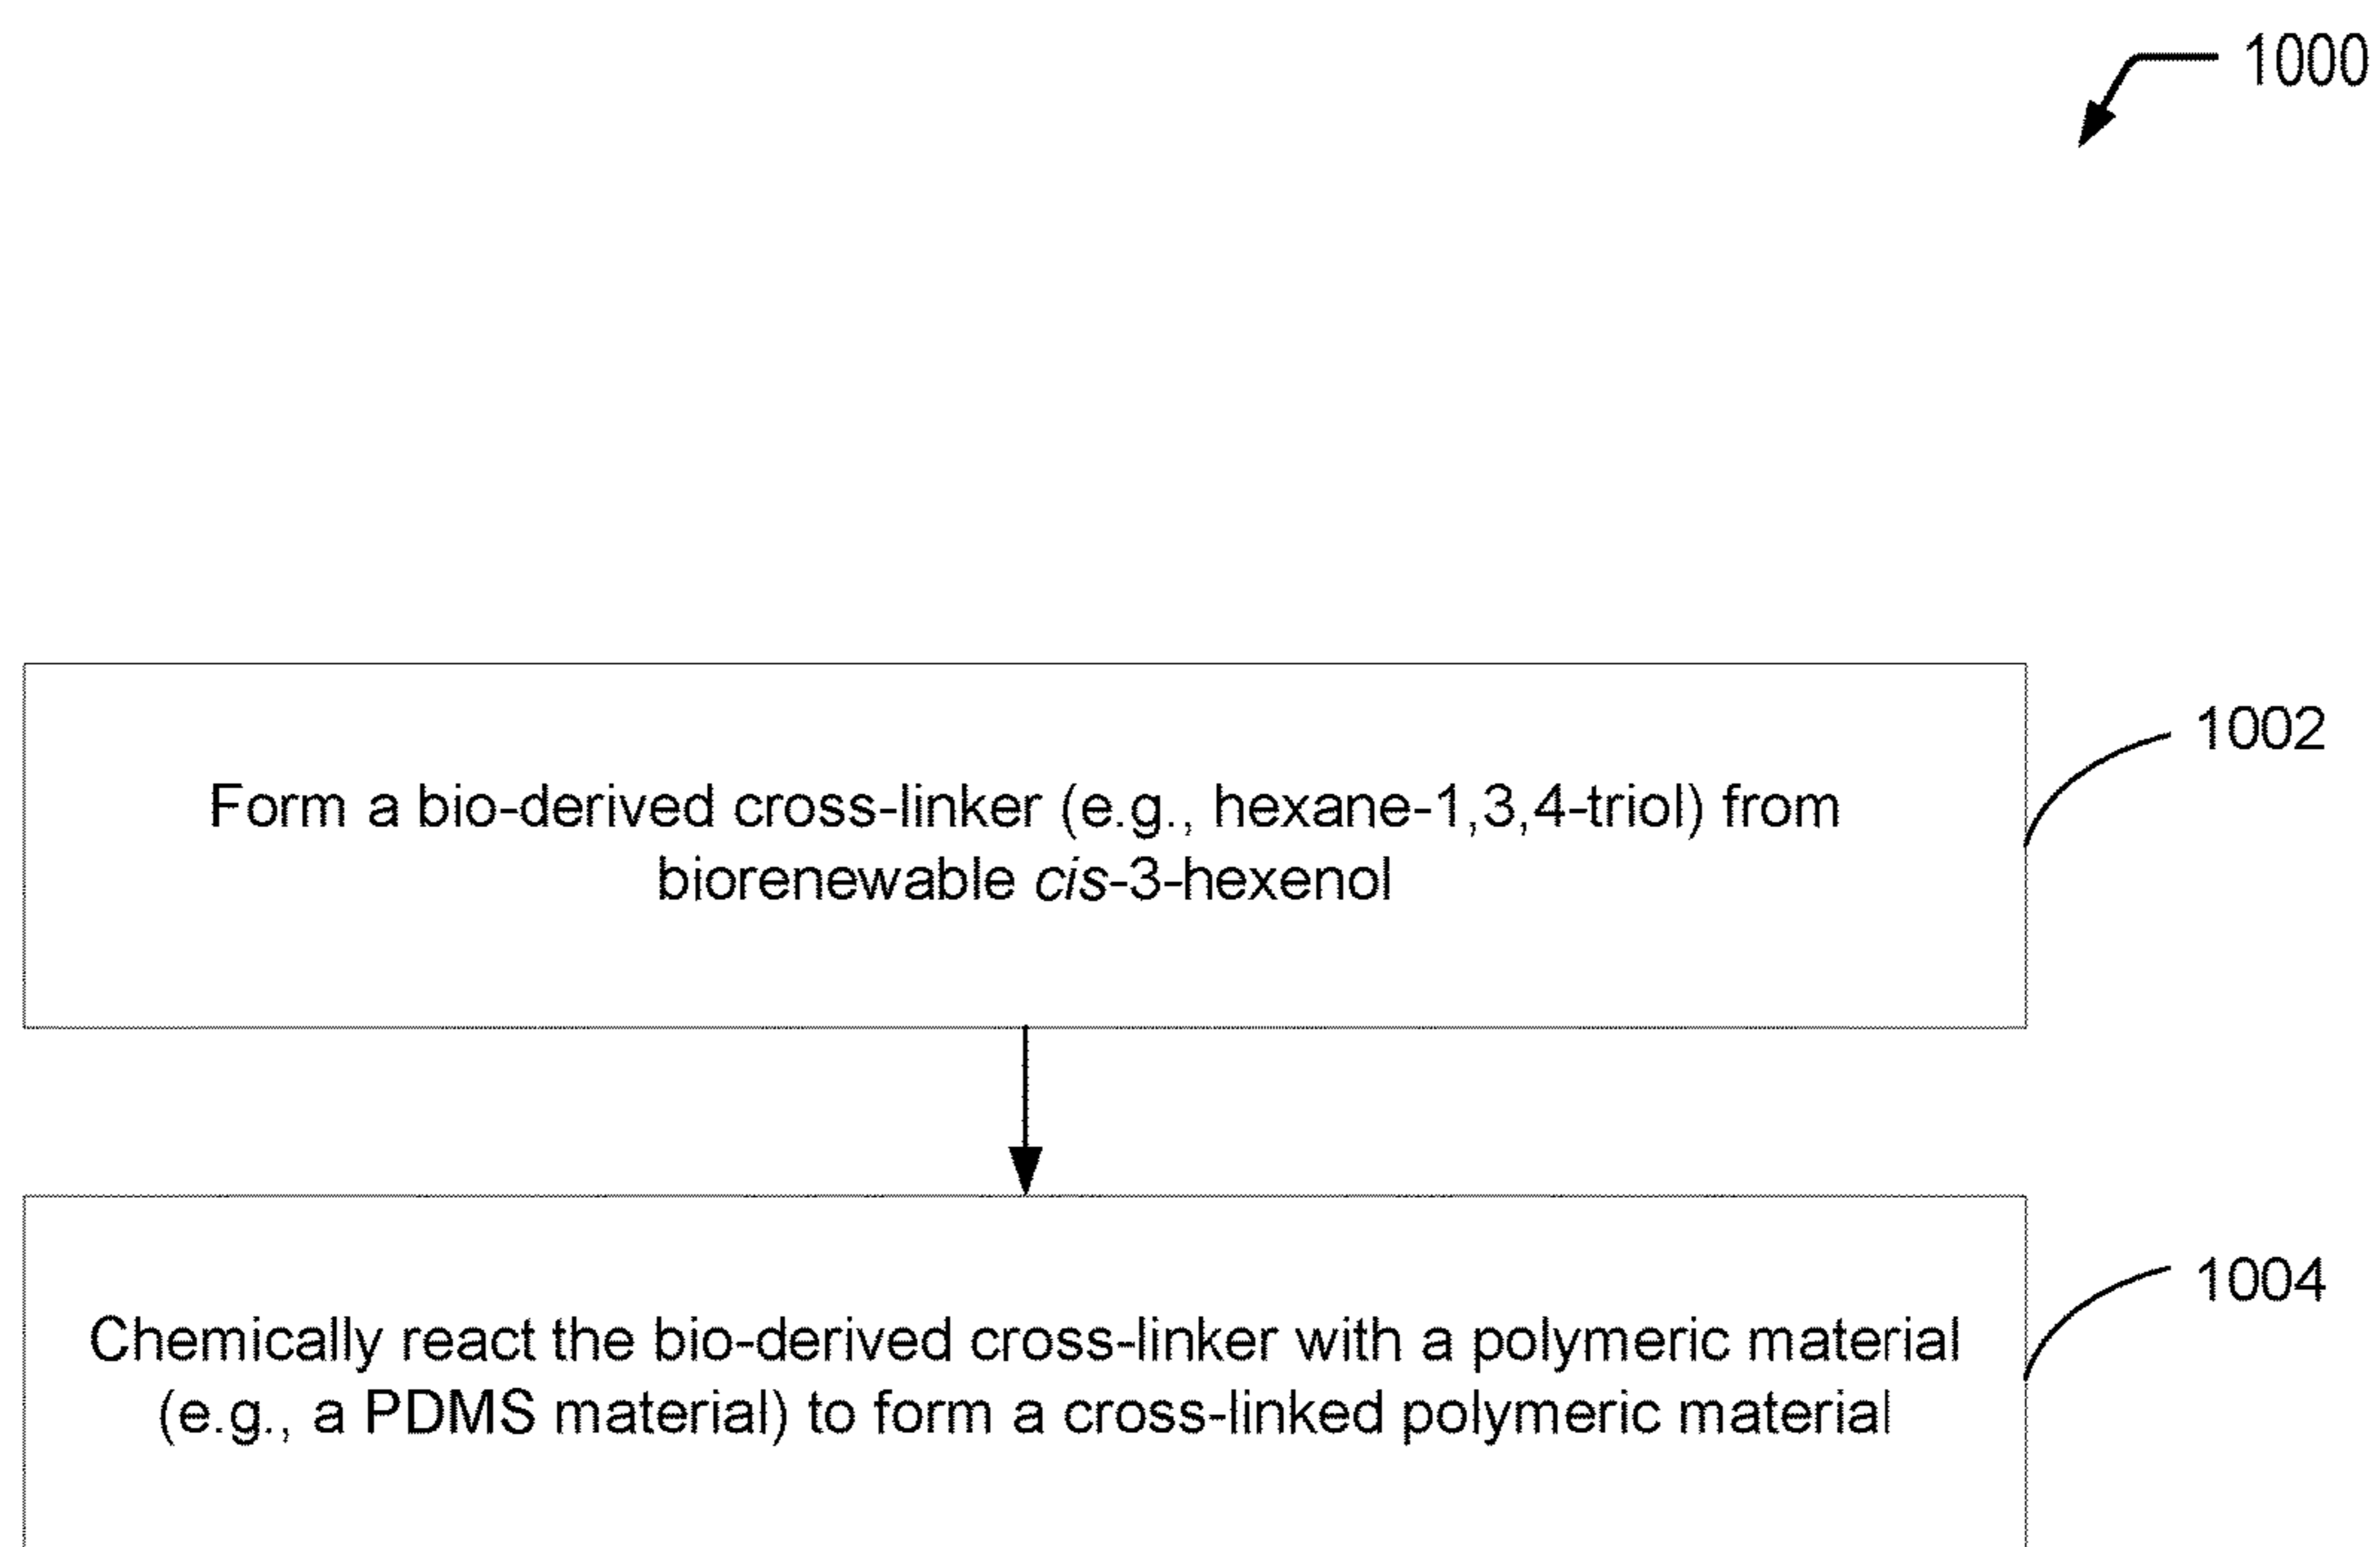 1000
Form a bio-derived cross-linker (e.g., hexane-1,3,4-triol) from
biorenewable cis-3-hexenol
1002
Chemically react the bio-derived cross-linker with a polymeric material
(e.g., a PDMS material) to form a cross-linked polymeric material
1004